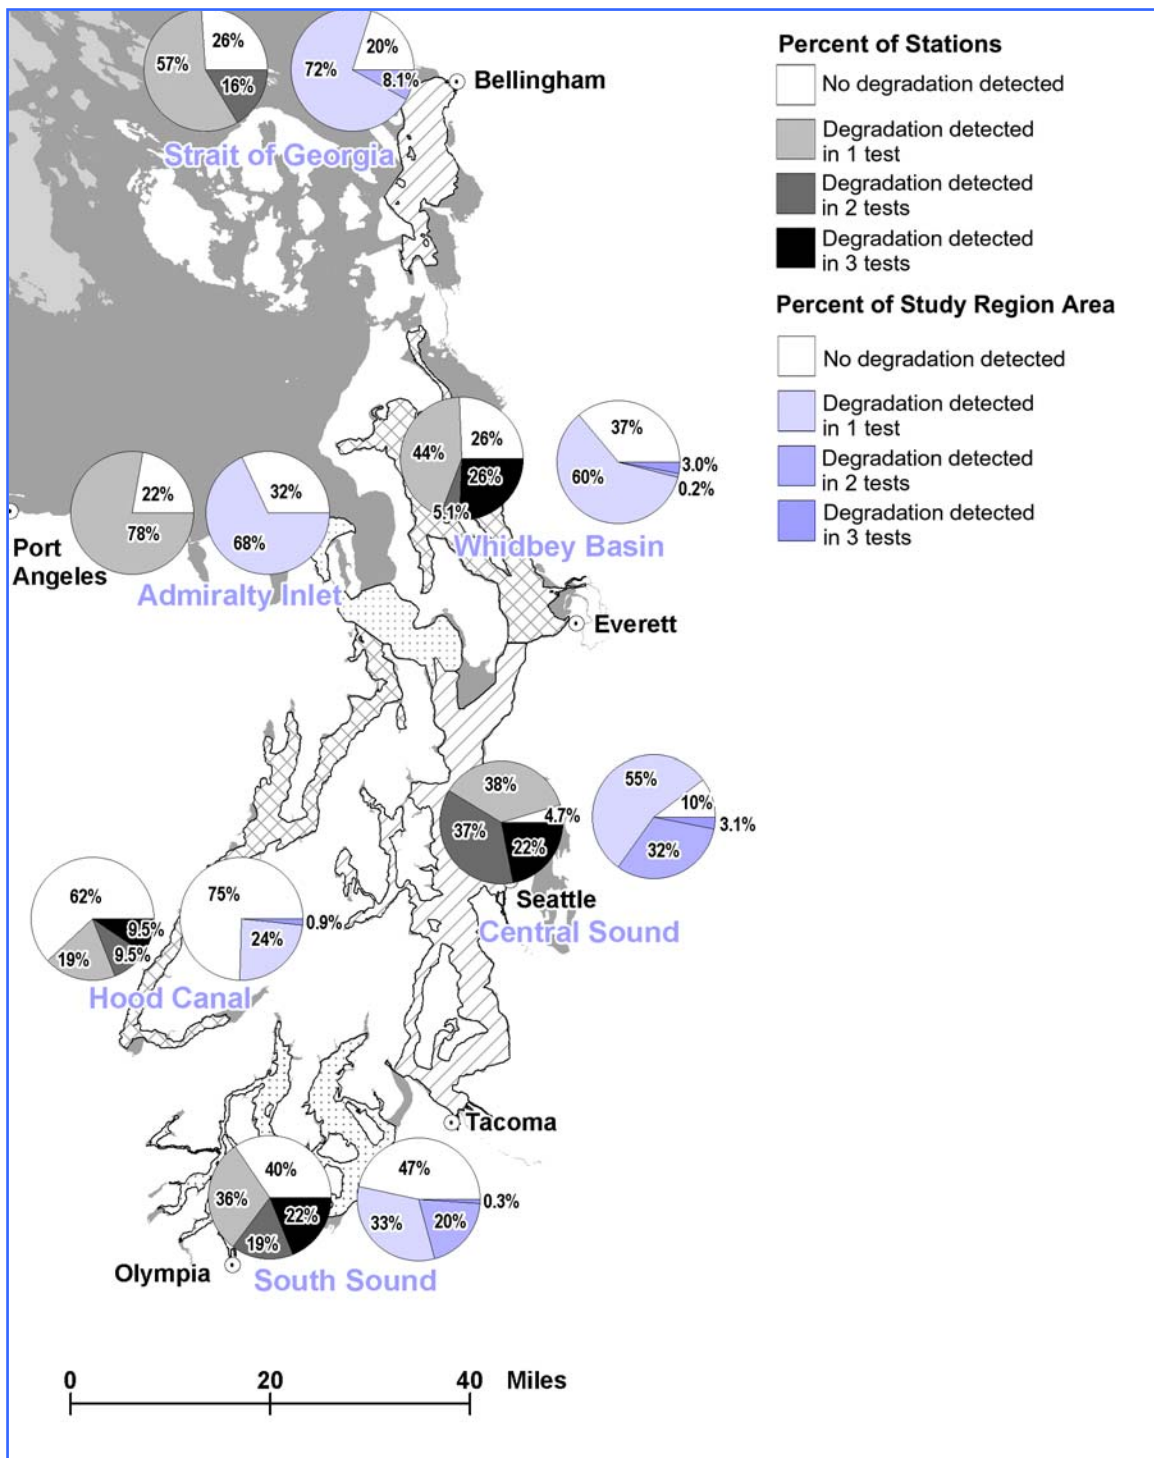 57%
26%
16%
72%
20%
8.1%
Bellingham
Strait of Georgia
Percent of Stations
No degradation detected
Degradation detected
in 1 test
Degradation detected
in 2 tests
Degradation detected
in 3 tests
Percent of Study Region Area
No degradation detected
Degradation detected
in 1 test
Degradation detected
in 2 tests
Degradation detected
in 3 tests
44%
26%
26%
5.1%
37%
60%
3.0%
0.2%
Whidbey Basin
22%
78%
32%
68%
Port
Angeles
Admiralty Inlet
Everett
38%
4.7%
37%
22%
55%
10%
3.1%
32%
Seattle
Central Sound
62%
9.5%
9.5%
19%
75%
0.9%
24%
Hood Canal
Tacoma
40%
36%
22%
19%
47%
0.3%
33%
20%
Olympia
South Sound
0 20 40 Miles